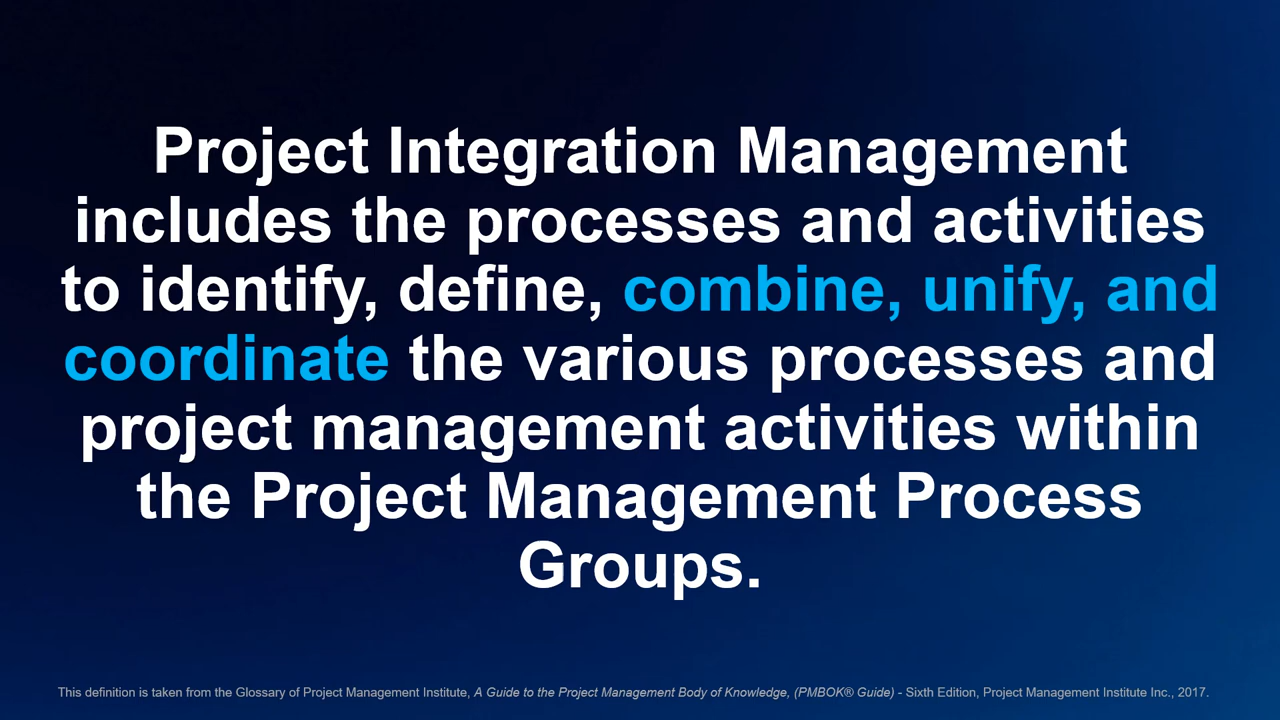 Project Integration Management
includes the processes and activities
to identify, define, combine, unify, and
coordinate the various processes and
project management activities within
the Project Management Process
Groups.
This definition is taken from the Glossary of Project Management Institute, A Guide to the Project Management Body of Knowledge, (PMBOK® Guide) - Sixth Edition, Project Management Institute Inc., 2017.